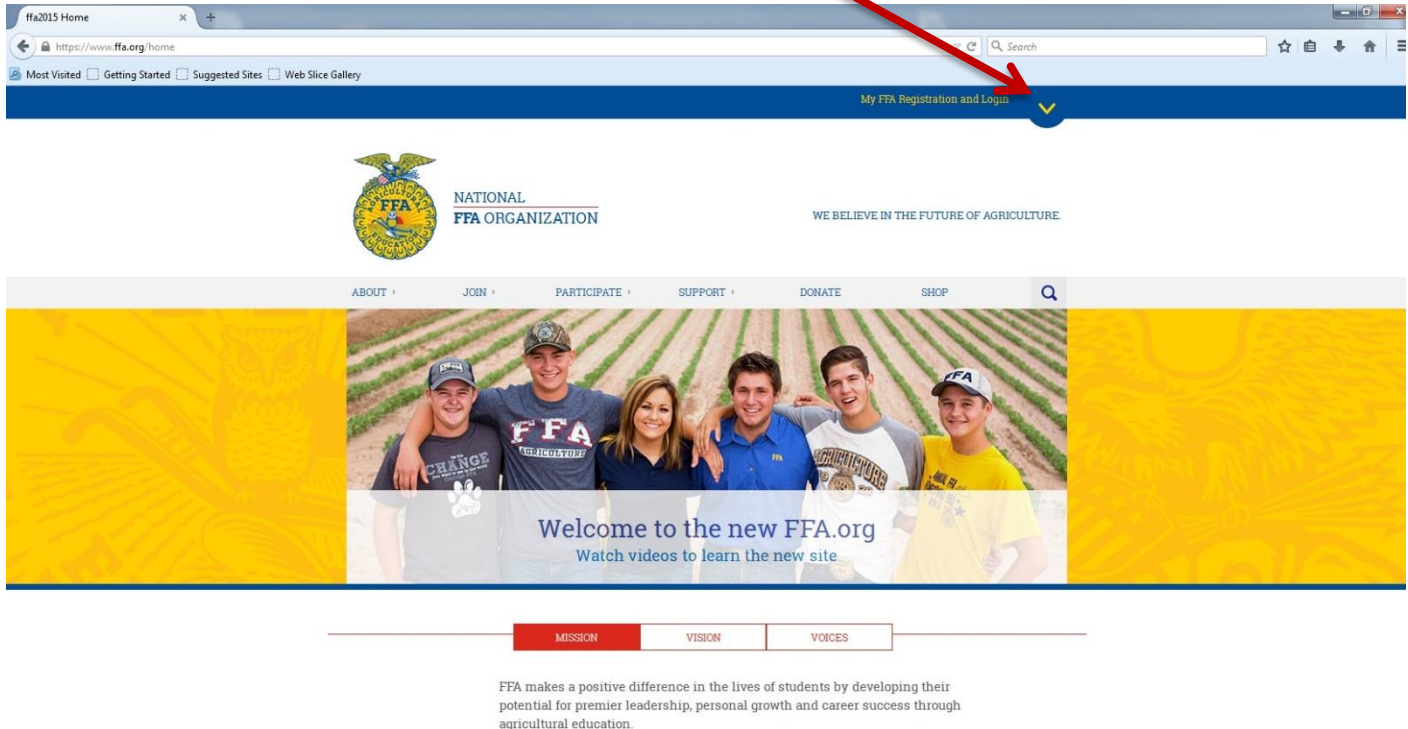 ffa2015 Home
https://www.ffa.org/home
Search
Most Visited Getting Started Suggested Sites Web Slice Gallery
My FFA Registration and Login
AGRICULTURAL
FFA
EDUCATION
NATIONAL
FFA ORGANIZATION
WE BELIEVE IN THE FUTURE OF AGRICULTURE.
ABOUT JOIN PARTICIPATE SUPPORT DONATE SHOP
FFA
CHANGE
FFA
AGRICULTURE
FFA
AGRICULTURE
Welcome to the new FFA.org
Watch videos to learn the new site
MISSION VISION VOICES
FFA makes a positive difference in the lives of students by developing their
potential for premier leadership, personal growth and career success through
agricultural education.